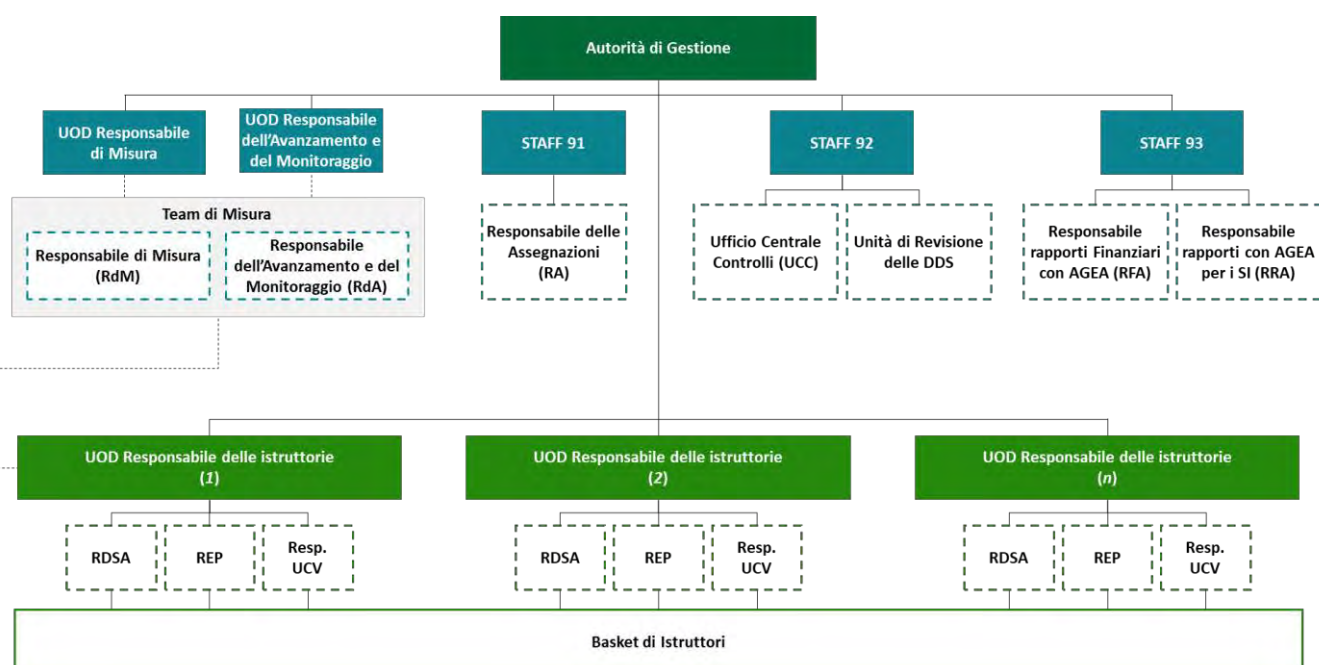 Autorità di Gestione
UOD Responsabile
di Misura
UOD Responsabile
dell'Avanzamento e
del Monitoraggio
STAFF 91
STAFF 92
STAFF 93
Team di Misura
Responsabile di Misura
(RdM)
Responsabile
dell'Avanzamento e del
Monitoraggio (RdA)
Responsabile delle
Assegnazioni
(RA)
Ufficio Centrale
Controlli (UCC)
Unità di Revisione
delle DDS
Responsabile
rapporti Finanziari
con AGEA (RFA)
Responsabile
rapporti con AGEA
per i SI (RRA)
UOD Responsabile delle istruttorie
(1)
UOD Responsabile delle istruttorie
(2)
UOD Responsabile delle istruttorie
(n)
RDSA
REP
Resp.
UCV
RDSA
REP
Resp.
UCV
RDSA
REP
Resp.
UCV
Basket di Istruttori